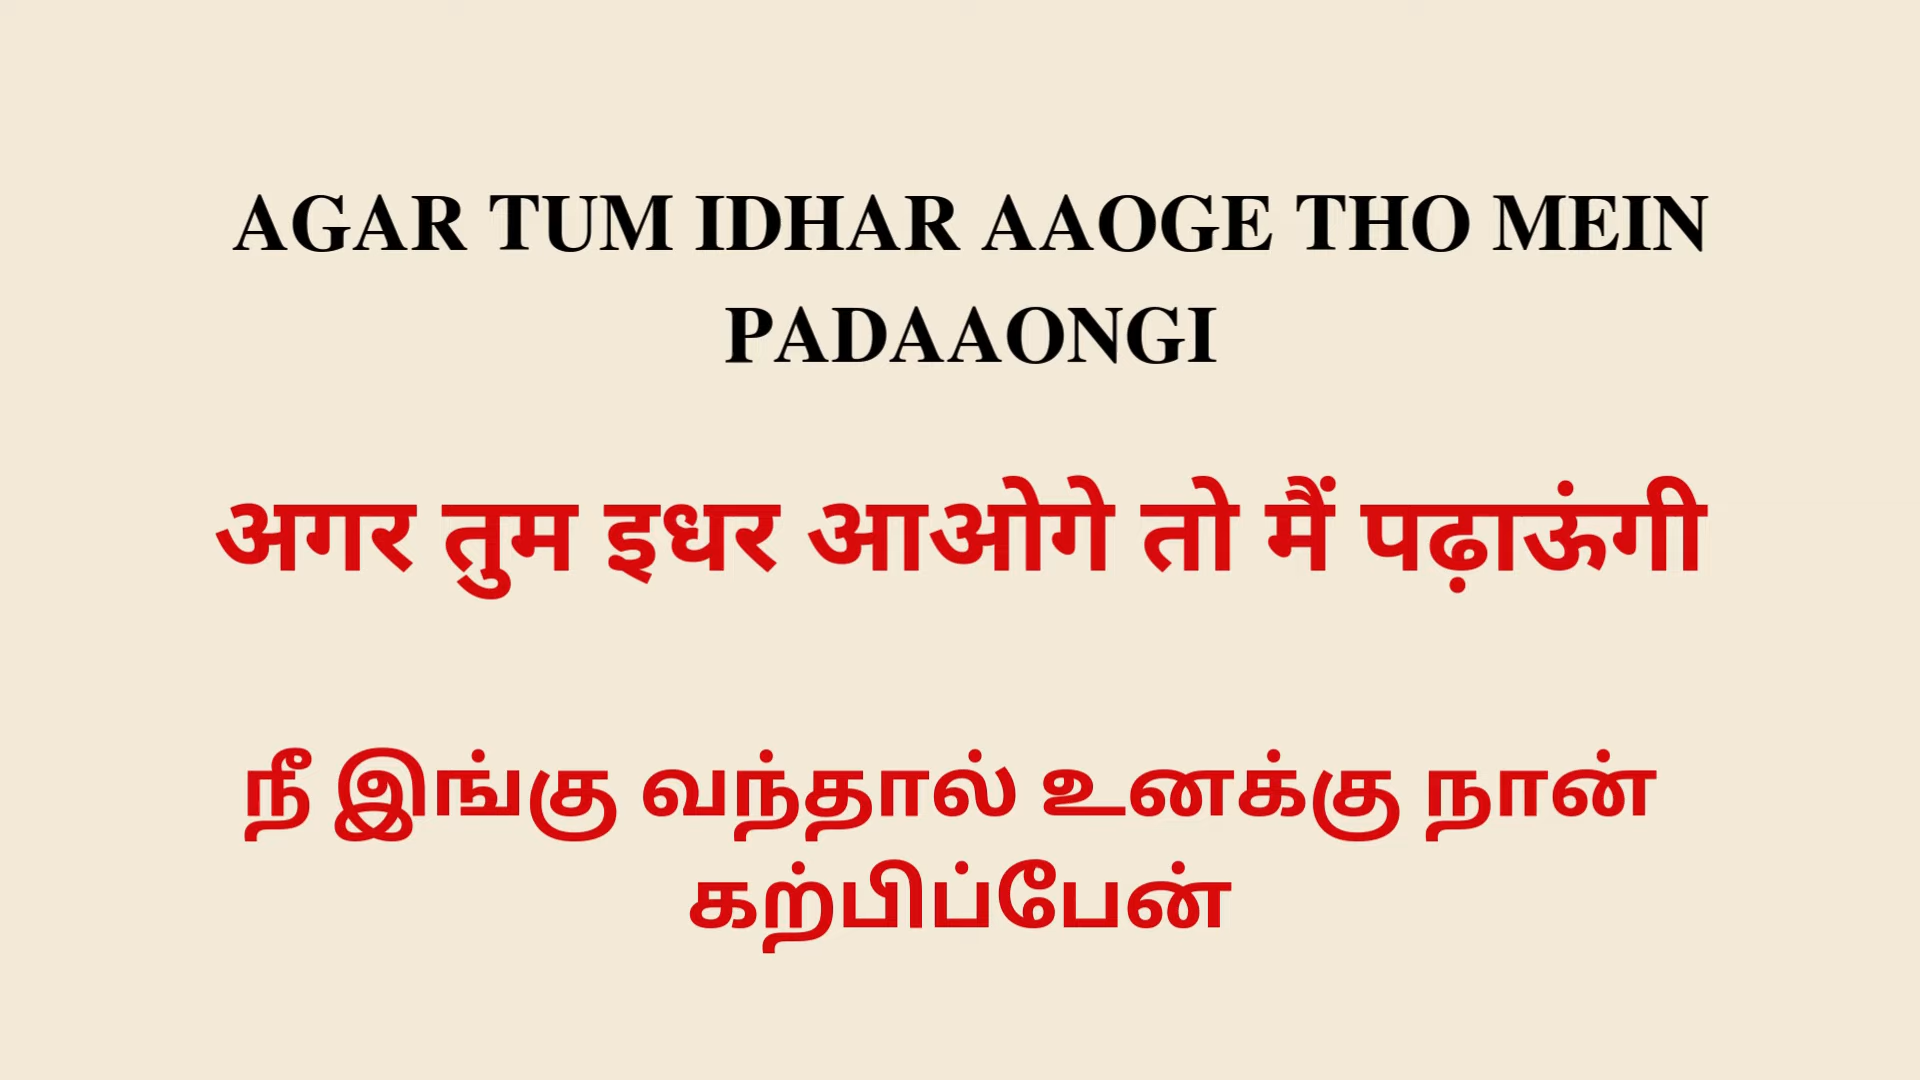 AGAR TUM IDHAR AAOGE THO MEIN
PADAAONGI
अगर तुम इधर आओगे तो मैं पढ़ाऊंगी
நீ இங்கு வந்தால் உனக்கு நான்
கற்பிப்பேன்